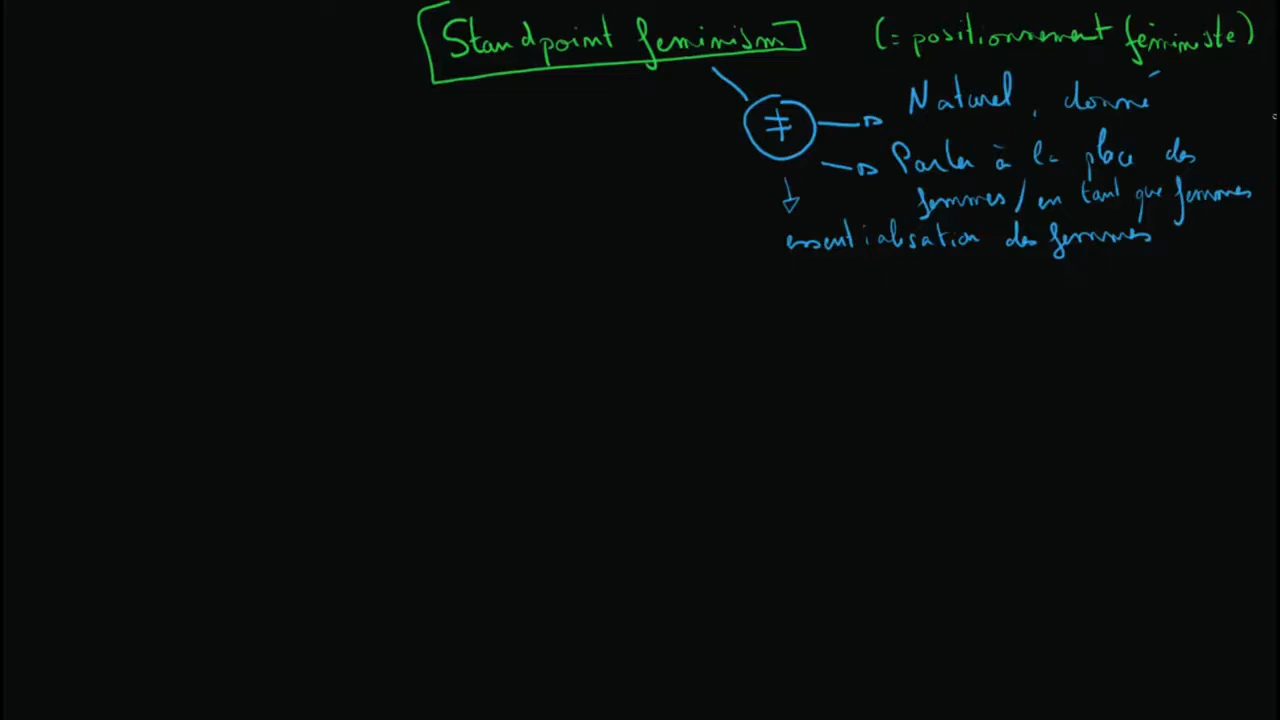 Standpoint feminism (= positionnement féministe)
≠ Naturel, donné
Parler à la place des
femmes / en tant que femmes
essentialisation des femmes